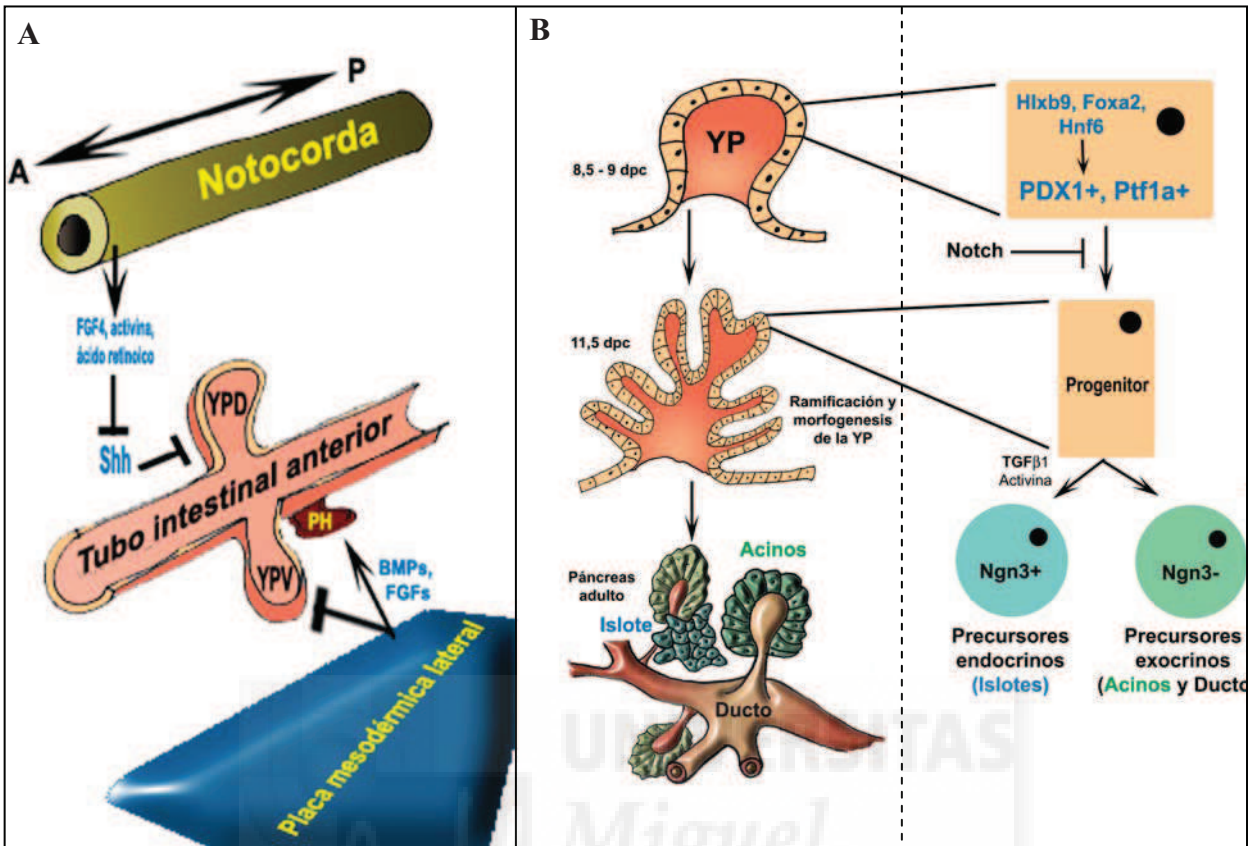 A
P
A
Notocorda
FGF4, activina,
ácido retinoico
Shh
YPD
Tubo intestinal anterior
PH
YPV
BMPs,
FGFs
Placa mesodérmica lateral
B
YP
8,5 - 9 dpc
11,5 dpc
Ramificación y
morfogenesis
de la YP
Páncreas
adulto
Acinos
Islote
Ducto
Hlxb9, Foxa2,
Hnf6
PDX1+, Ptf1a+
Notch
Progenitor
TGFβ1
Activina
Ngn3+
Ngn3-
Precursores
endocrinos
(Islotes)
Precursores
exocrinos
(Acinos y Ducto
UNIVERSITAS
Miguel